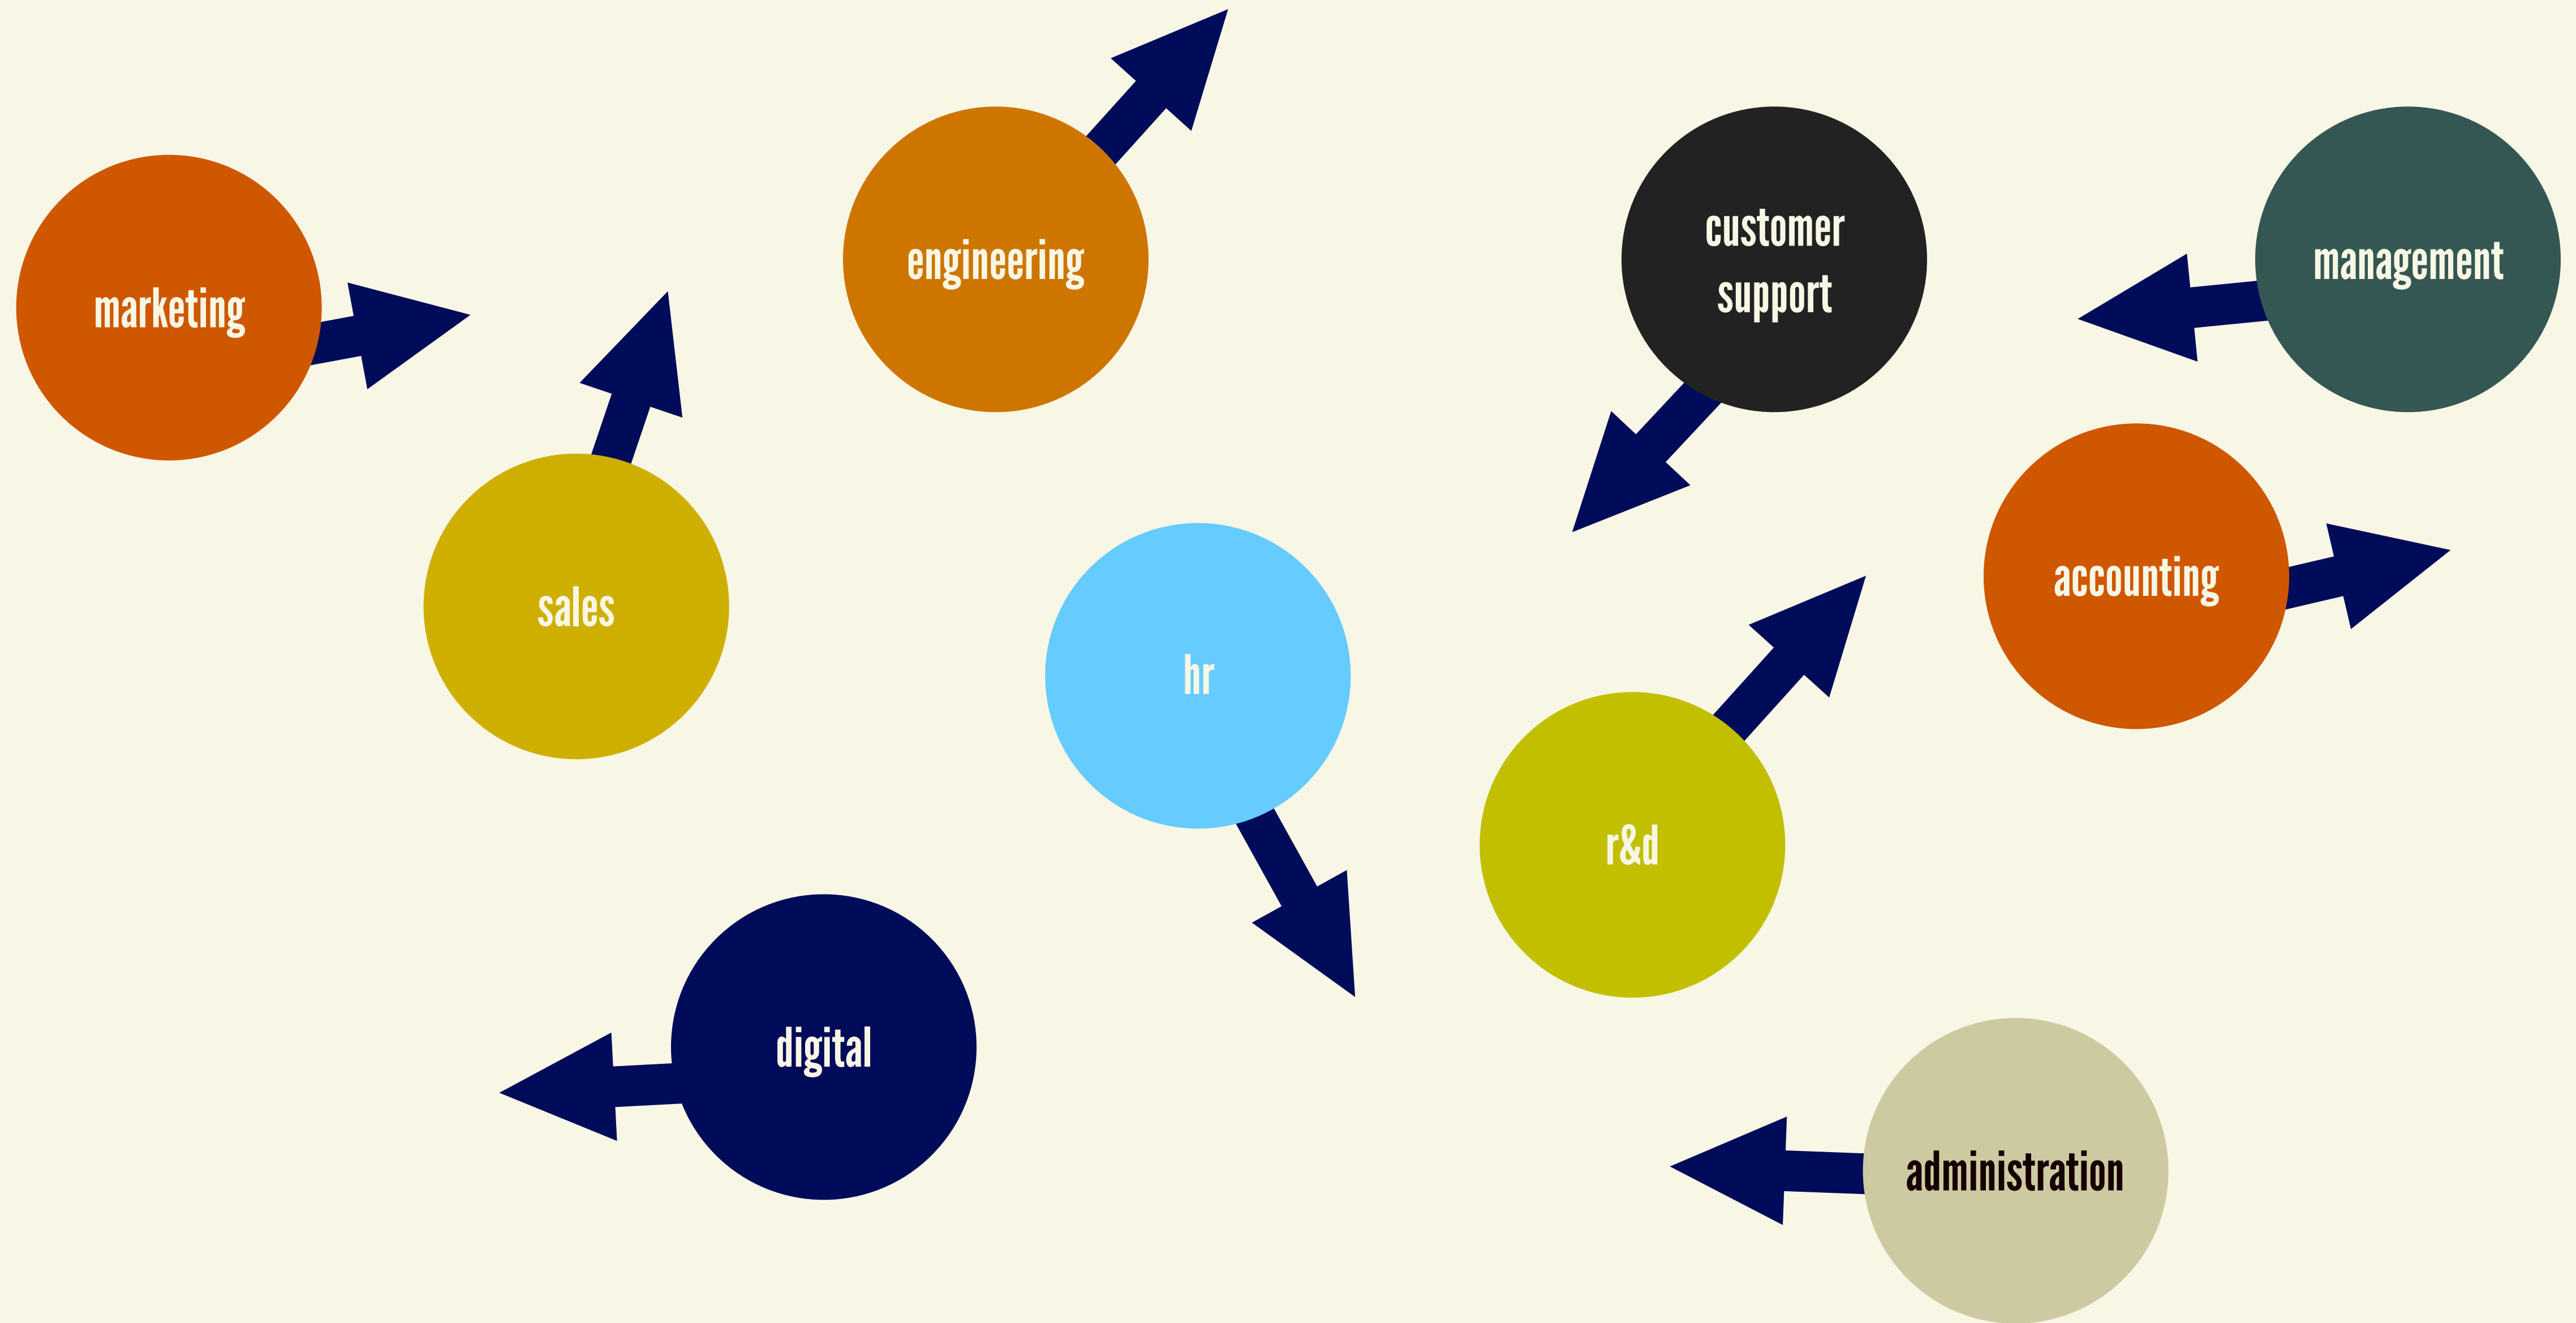 engineering
customer
support
management
marketing
accounting
sales
hr
r&d
digital
administration